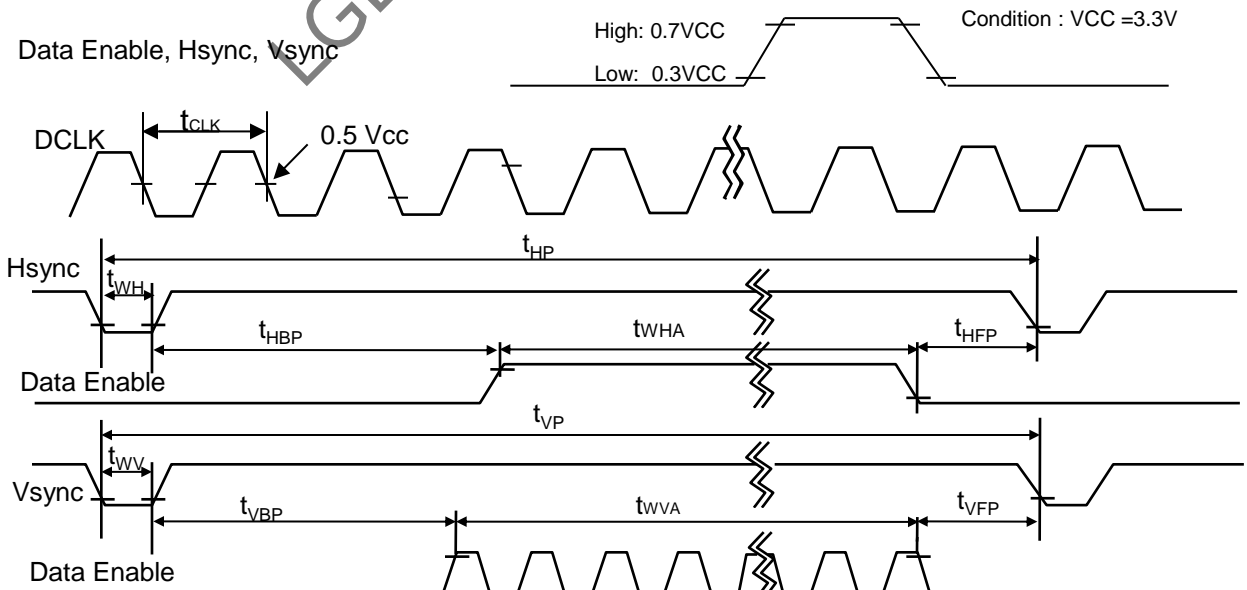 High: 0.7VCC
Condition : VCC =3.3V
Data Enable, Hsync, Vsync
Low: 0.3VCC
DCLK
tCLK
0.5 Vcc
tHP
Hsync
tWH
tHBP
tWHA
tHFP
Data Enable
tVP
tWV
Vsync
tVBP
tWVA
tVFP
Data Enable